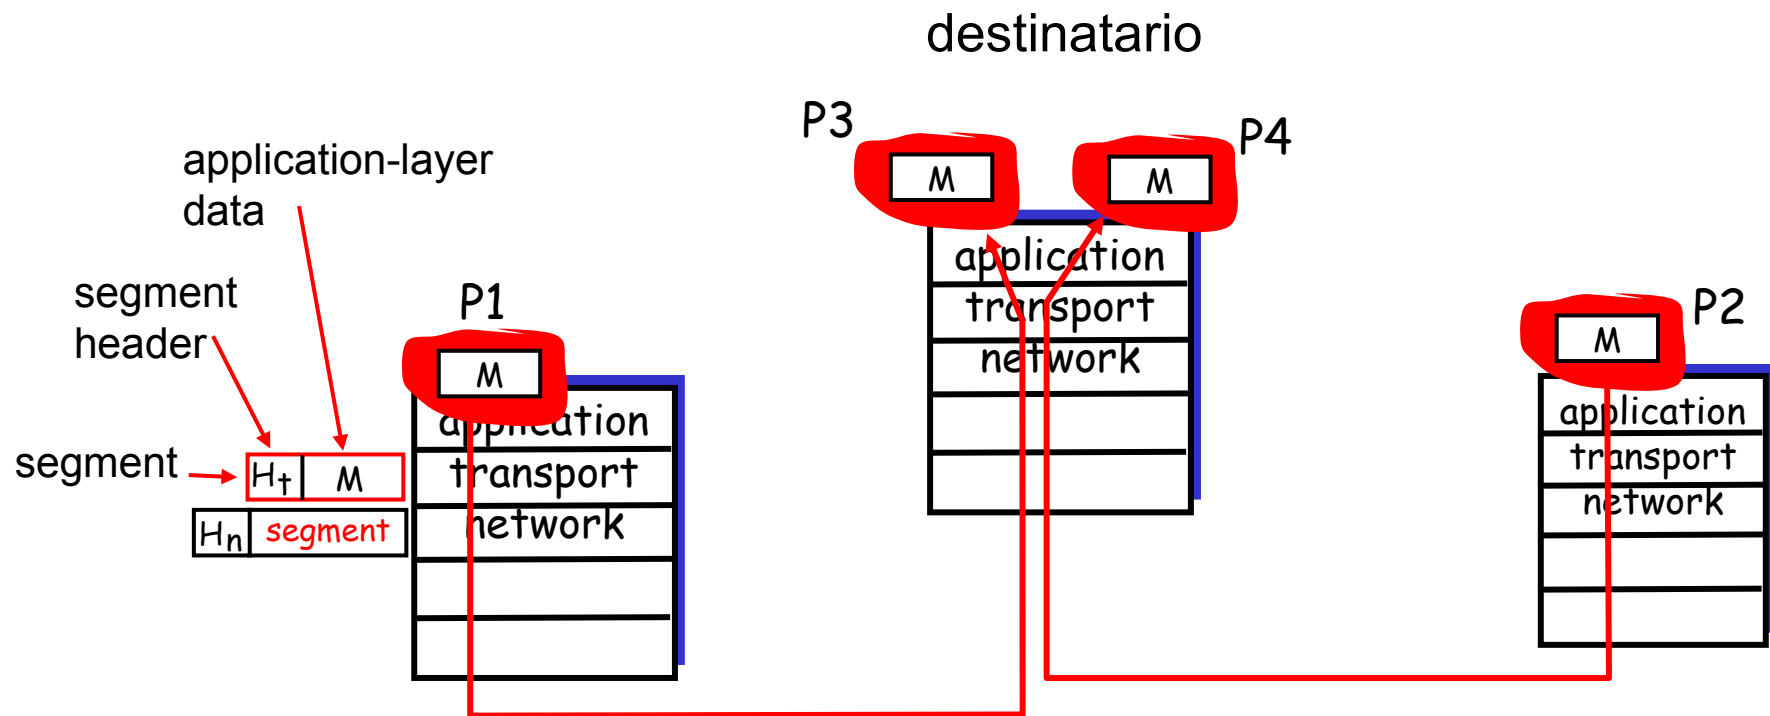 destinatario
P3
P4
M
M
application-layer
data
application
transport
network
segment
header
P1
P2
M
M
application
transport
network
application
transport
network
segment
Ht
M
Hn
segment